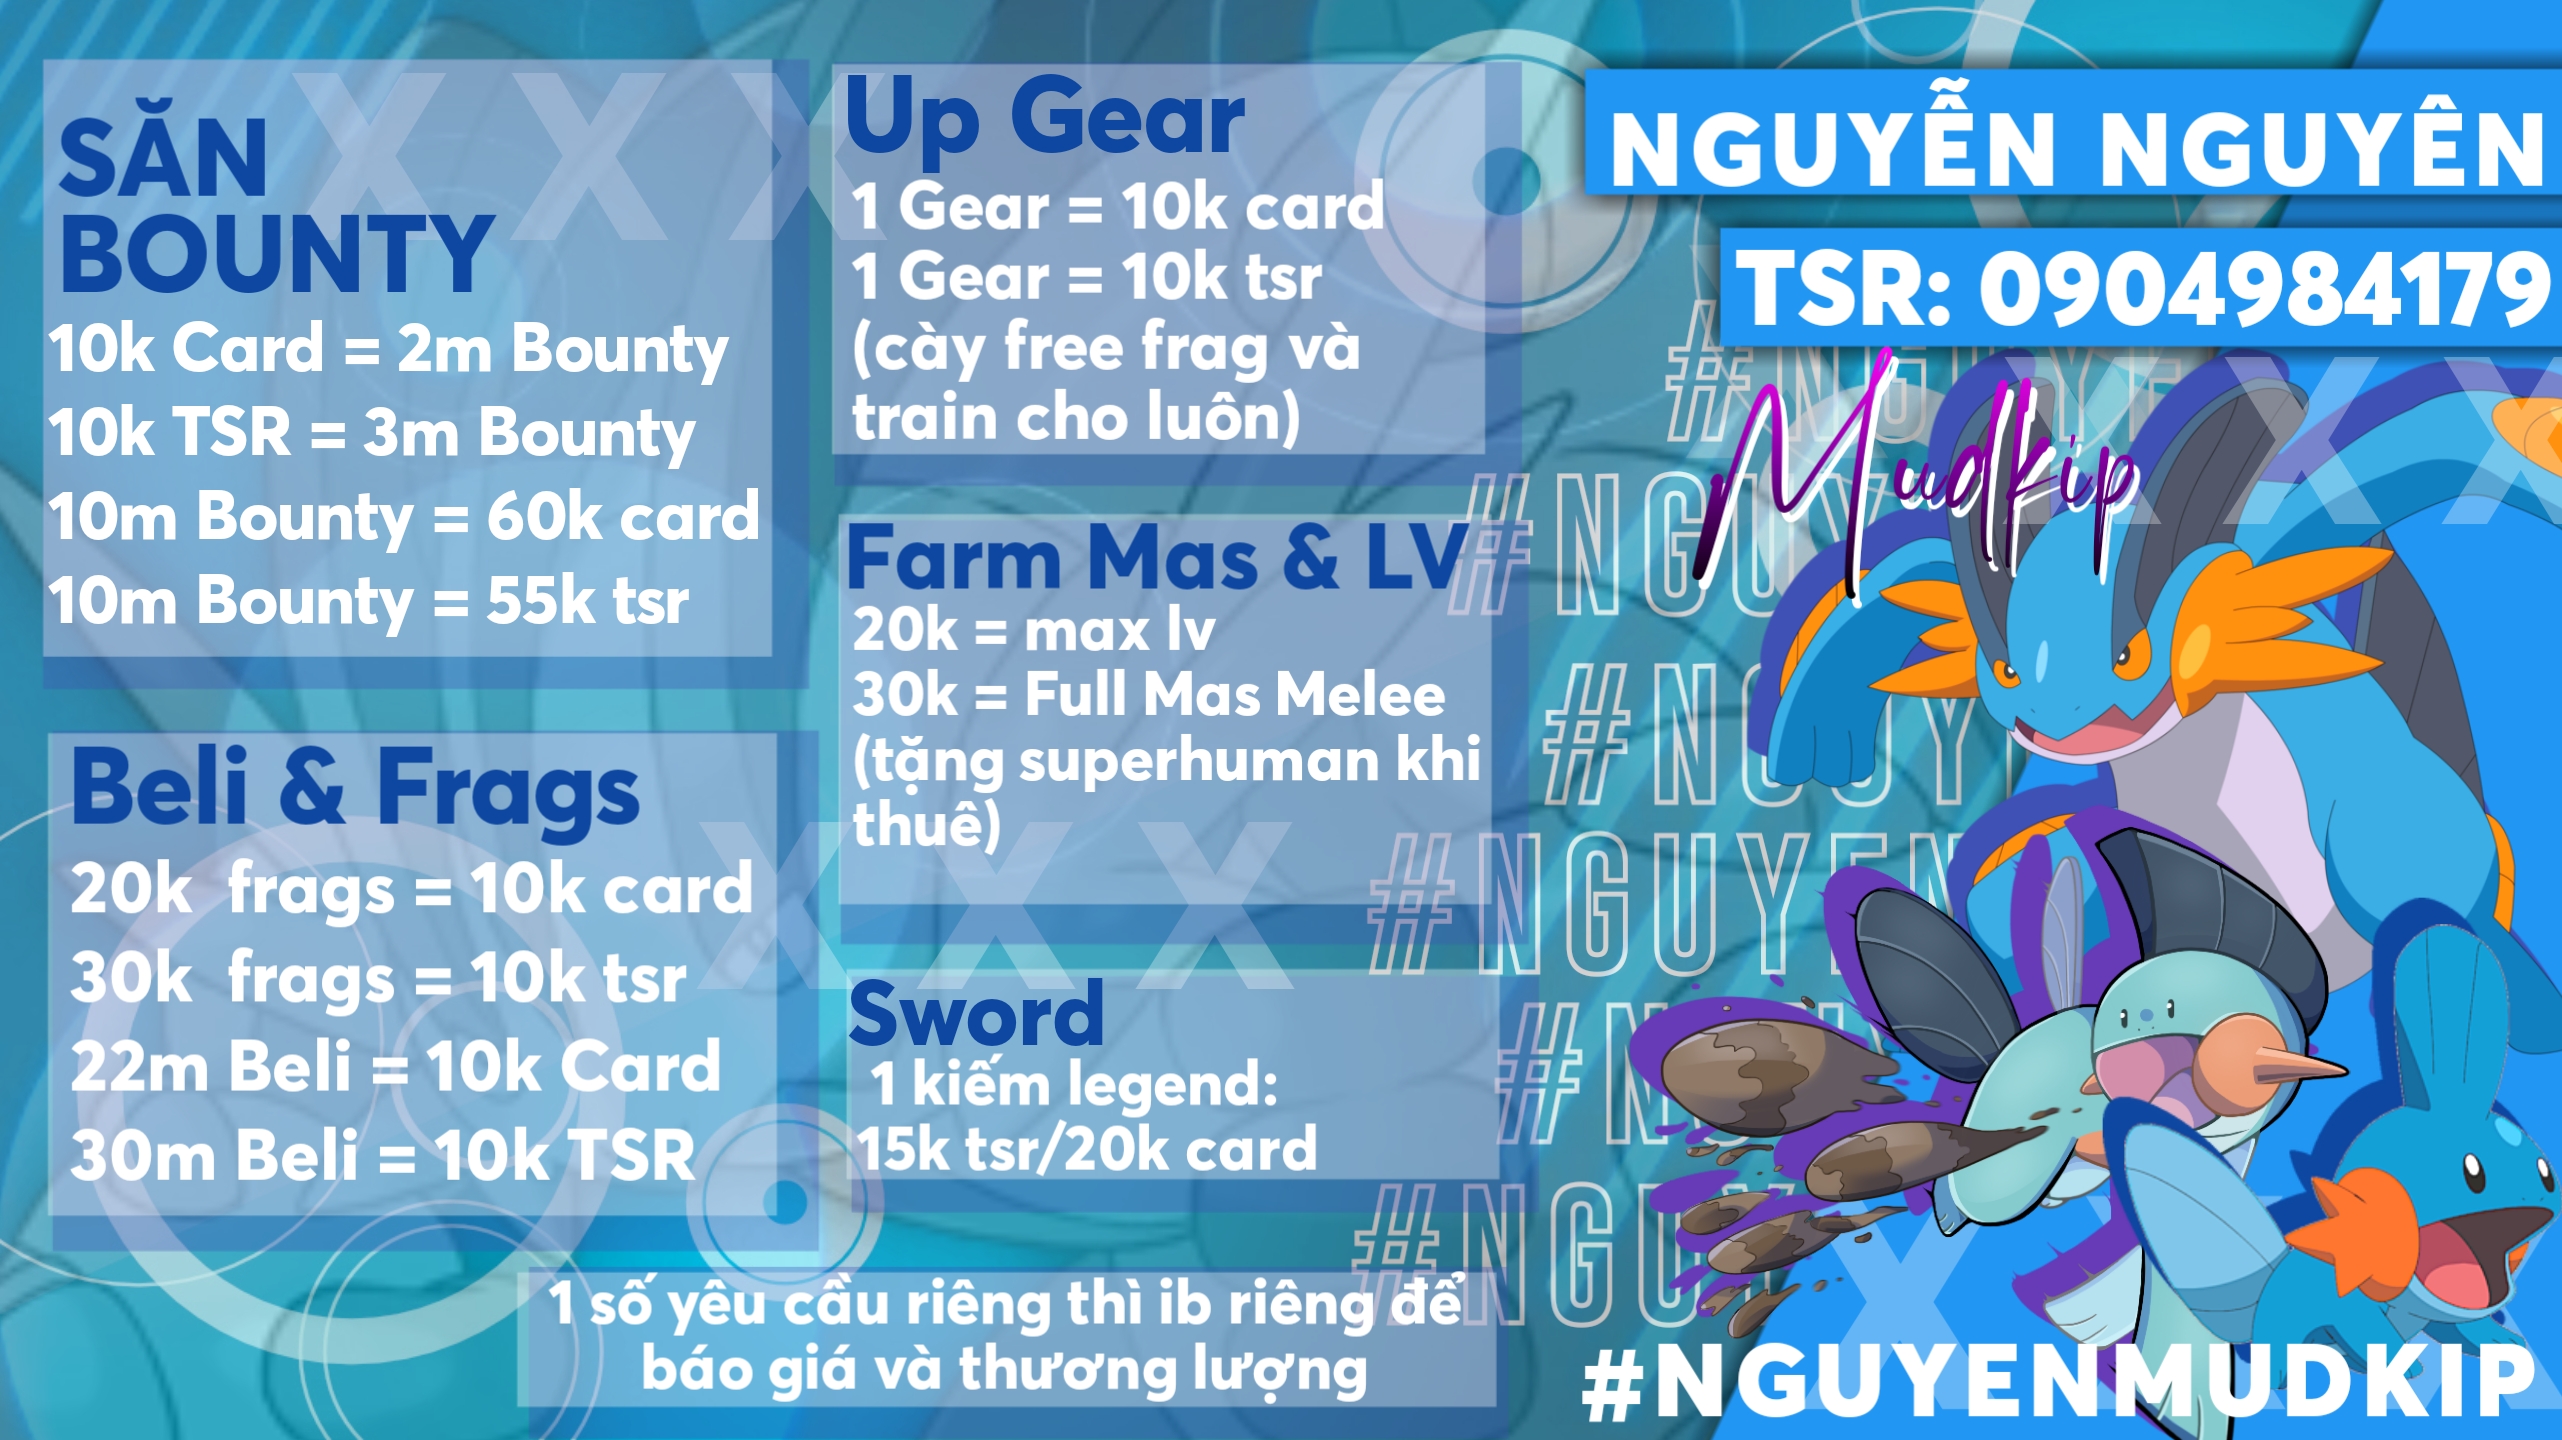 SĂN
BOUNTY
10k Card = 2m Bounty
10k TSR = 3m Bounty
10m Bounty = 60k card
10m Bounty = 55k tsr
Beli & Frags
20k frags = 10k card
30k frags = 10k tsr
22m Beli = 10k Card
30m Beli = 10k TSR
Up Gear
1 Gear = 10k card
1 Gear = 10k tsr
(cày free frag và
train cho luôn)
Farm Mas & LV
20k = max lv
30k = Full Mas Melee
(tặng superhuman khi
thuê)
Sword
1 kiếm legend:
15k tsr/20k card
1 số yêu cầu riêng thì ib riêng để
báo giá và thương lượng
NGUYỄN NGUYÊN
TSR: 0904984179
Mudkip
#NGUYENMUDKIP
X X X
X X X
X X X